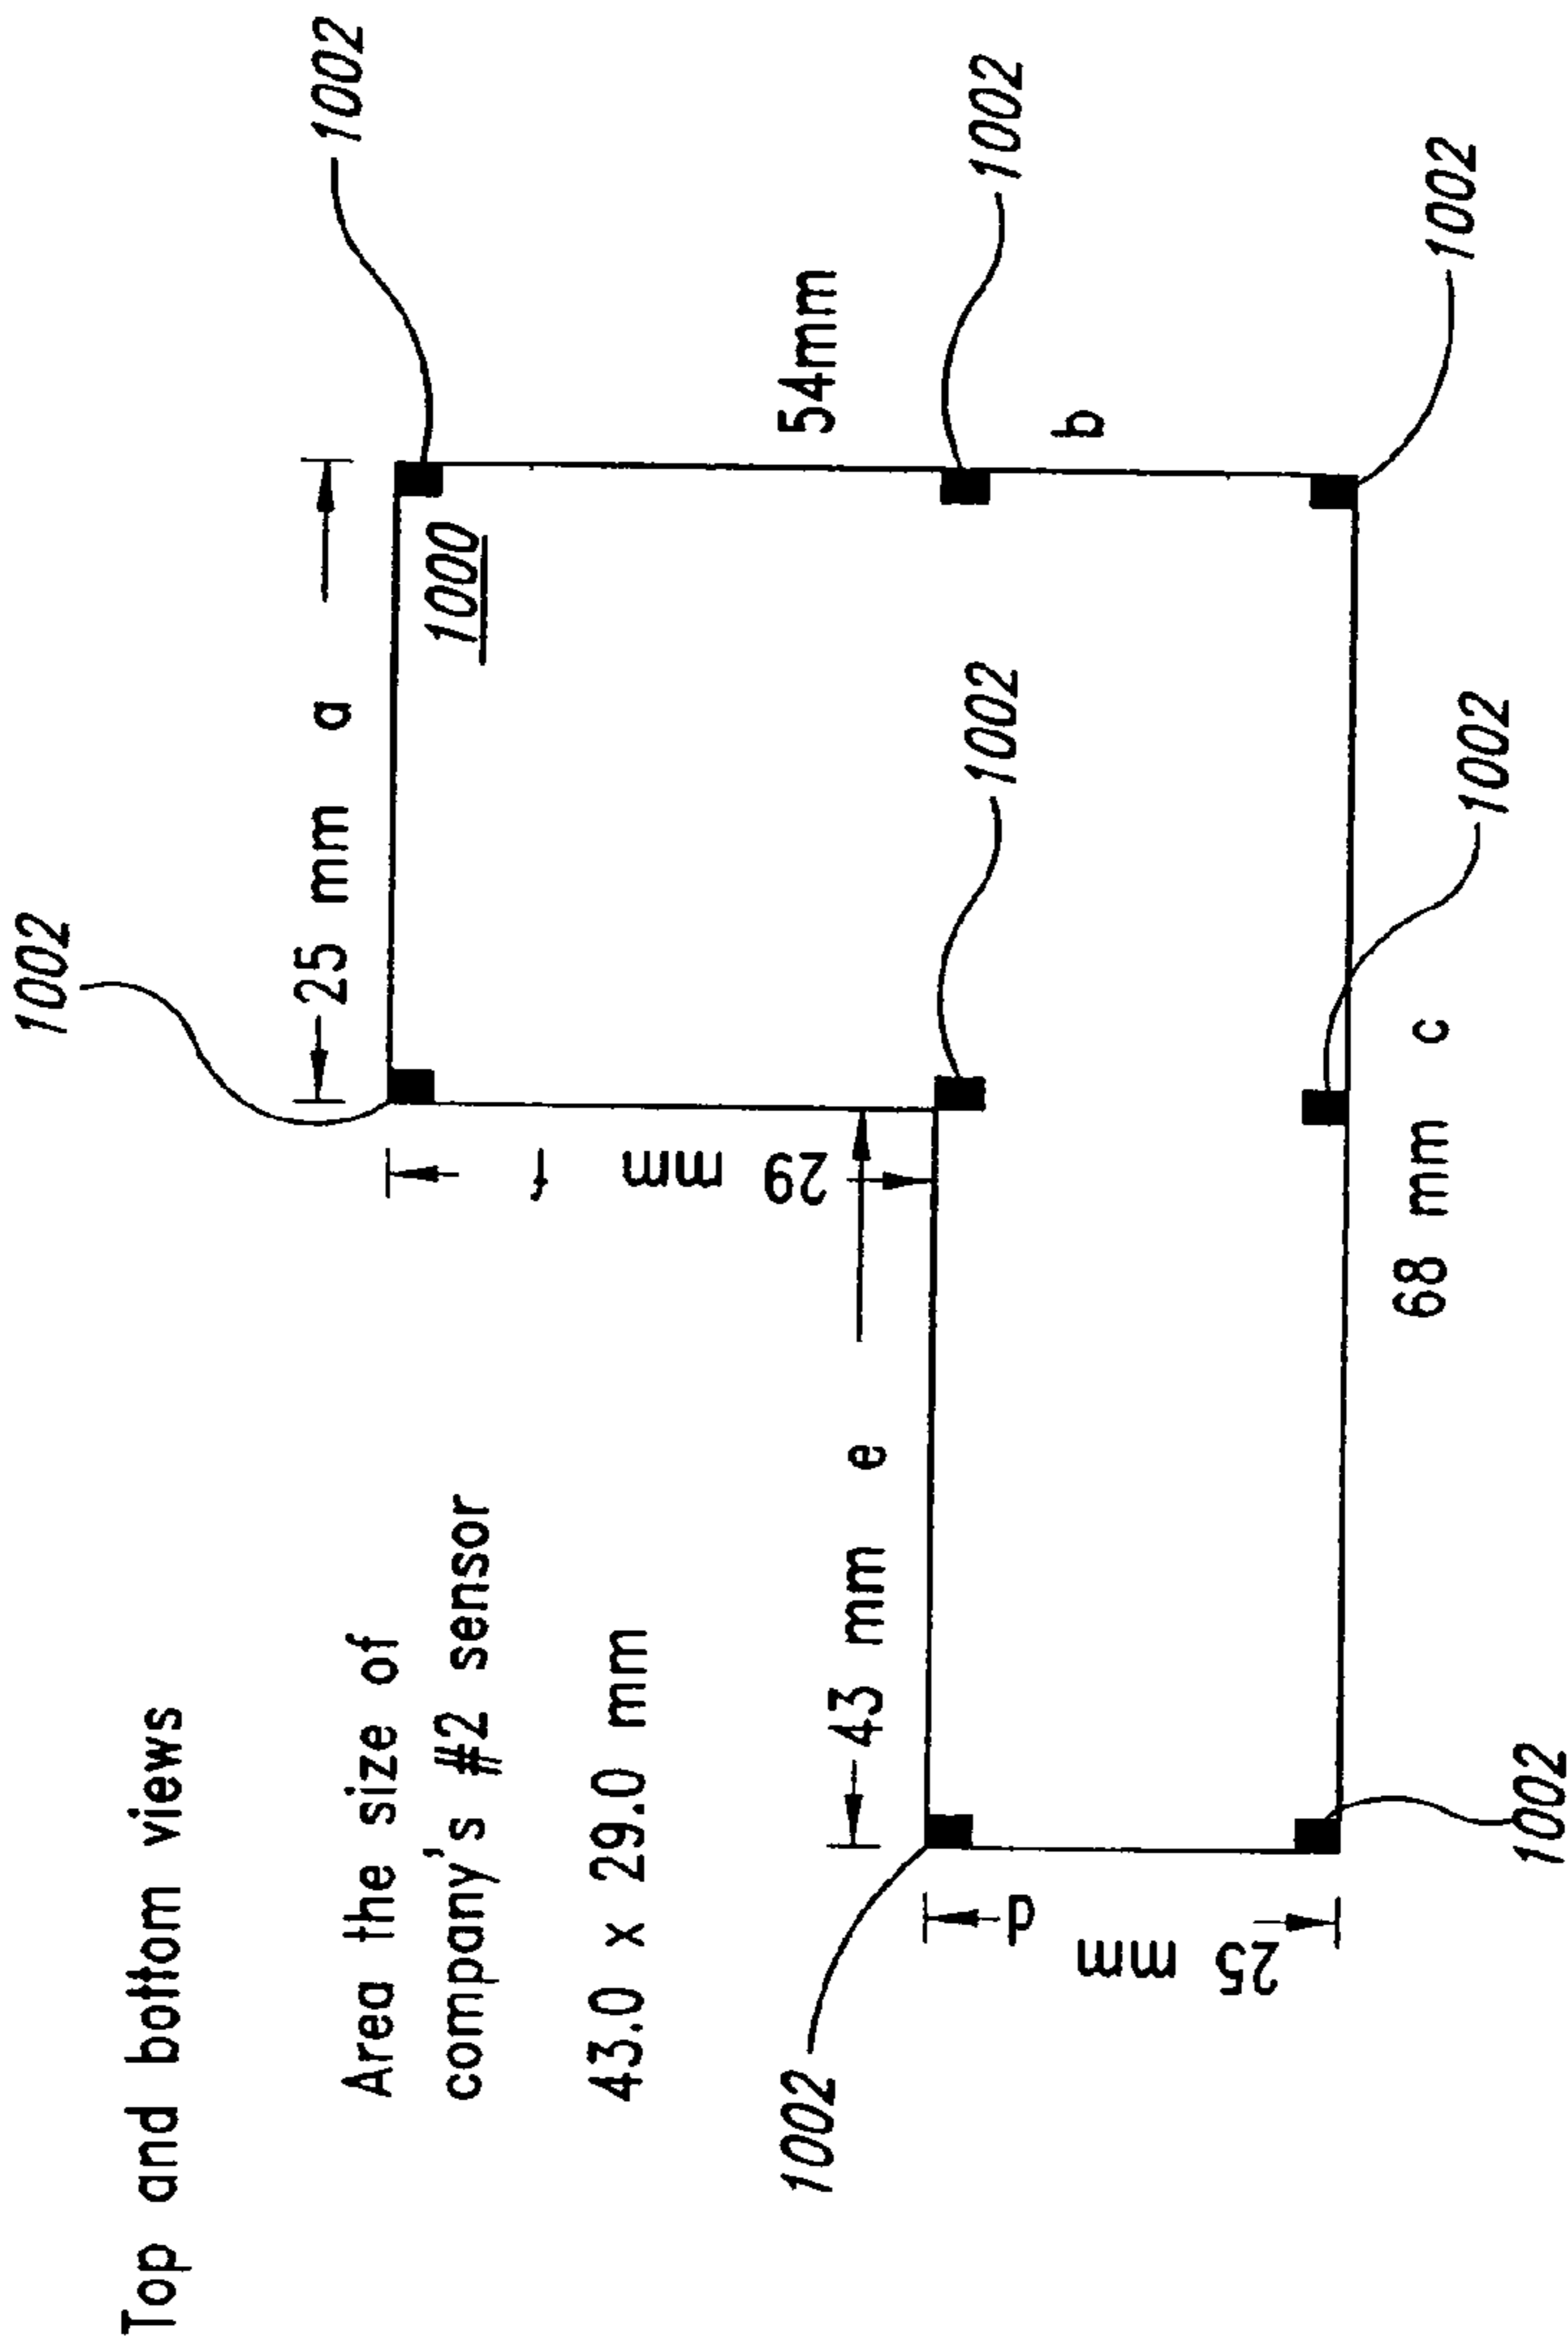 Top and bottom views
Area the size of
company's #2 sensor
43.0 x 29.0 mm
1002
25 mm a
1002
1000
29 mm f
54mm
b
1002
43 mm e
1002
1002
25 mm d
68 mm c
1002
1002
1002